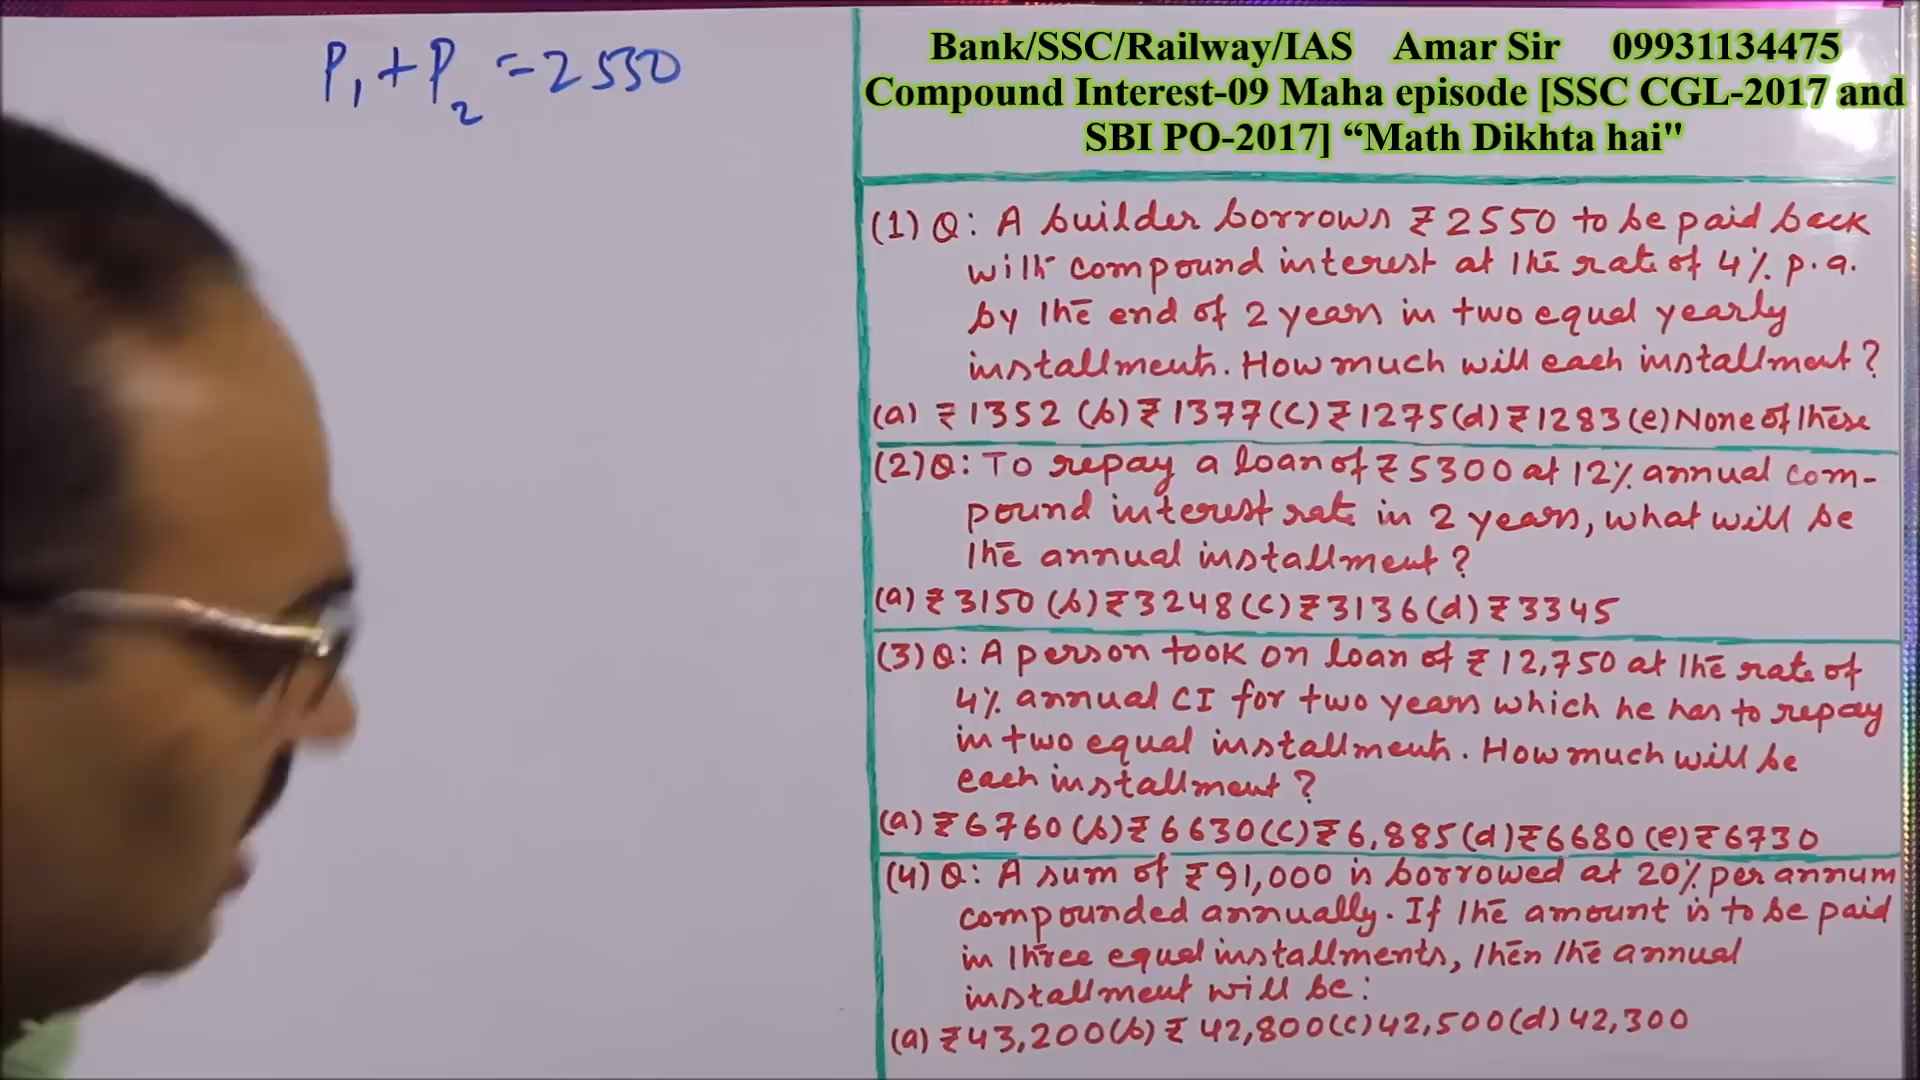 P₁+P₂=2550
Bank/SSC/Railway/IAS Amar Sir 09931134475
Compound Interest-09 Maha episode [SSC CGL-2017 and
SBI PO-2017] “Math Dikhta hai"
(1) Q: A builder borrows ₹2550 to be paid back
with compound interest at the rate of 4% p.a.
by the end of 2 years in two equal yearly
installments. How much will each installment?
(a) ₹1352 (b) ₹1377 (c) ₹1275 (d) ₹1283 (e) None of these
(2) Q: To repay a loan of ₹5300 at 12% annual com-
pound interest rate in 2 years, what will be
the annual installment?
(a) ₹3150 (b) ₹3248 (c) ₹3136 (d) ₹3345
(3) Q: A person took on loan of ₹12,750 at the rate of
4% annual CI for two years which he has to repay
in two equal installments. How much will be
each installment?
(a) ₹6760 (b) ₹6630 (c) ₹6,885 (d) ₹6680 (e) ₹6730
(4) Q: A sum of ₹91,000 is borrowed at 20% per annum
compounded annually. If the amount is to be paid
in three equal installments, then the annual
installment will be:
(a) ₹43,200 (b) ₹42,800 (c) 42,500 (d) 42,300